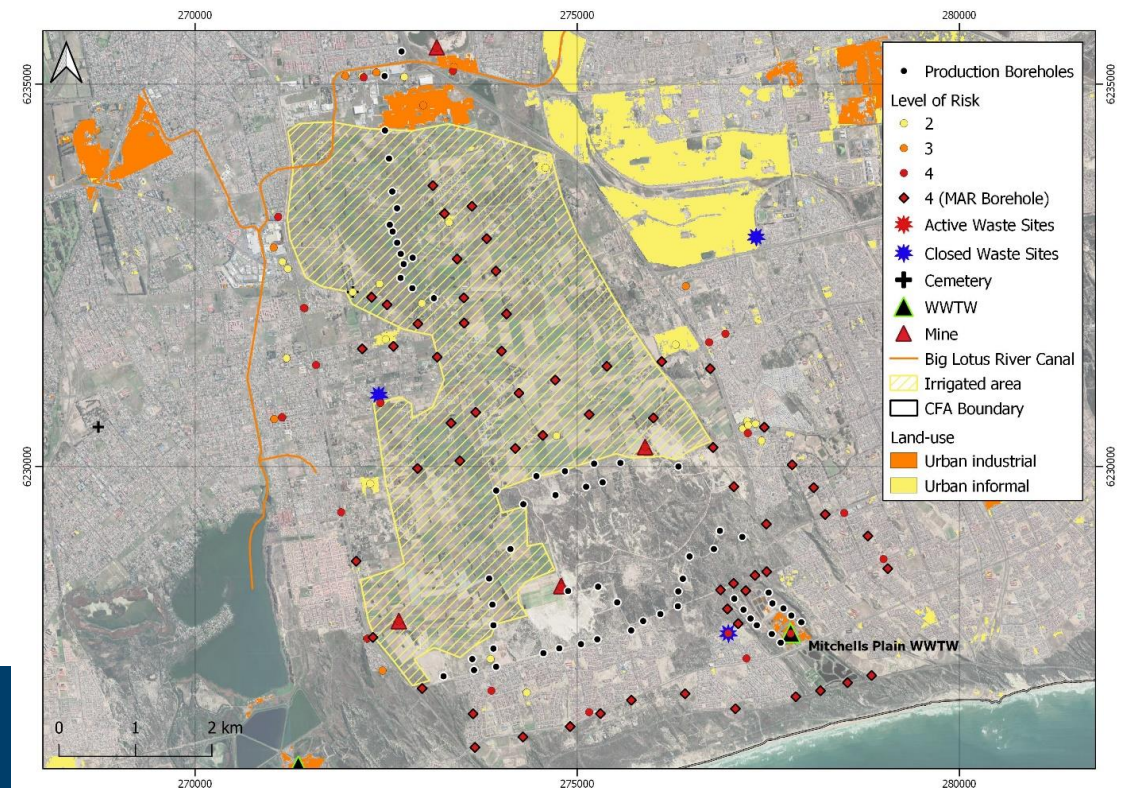 270000
275000
280000
6235000
6235000
Production Boreholes
Level of Risk
2
3
4
4 (MAR Borehole)
Active Waste Sites
Closed Waste Sites
Cemetery
WWTW
Mine
Big Lotus River Canal
Irrigated area
CFA Boundary
Land-use
Urban industrial
Urban informal
6230000
6230000
Mitchells Plain WWTW
0 1 2 km
270000
275000
280000